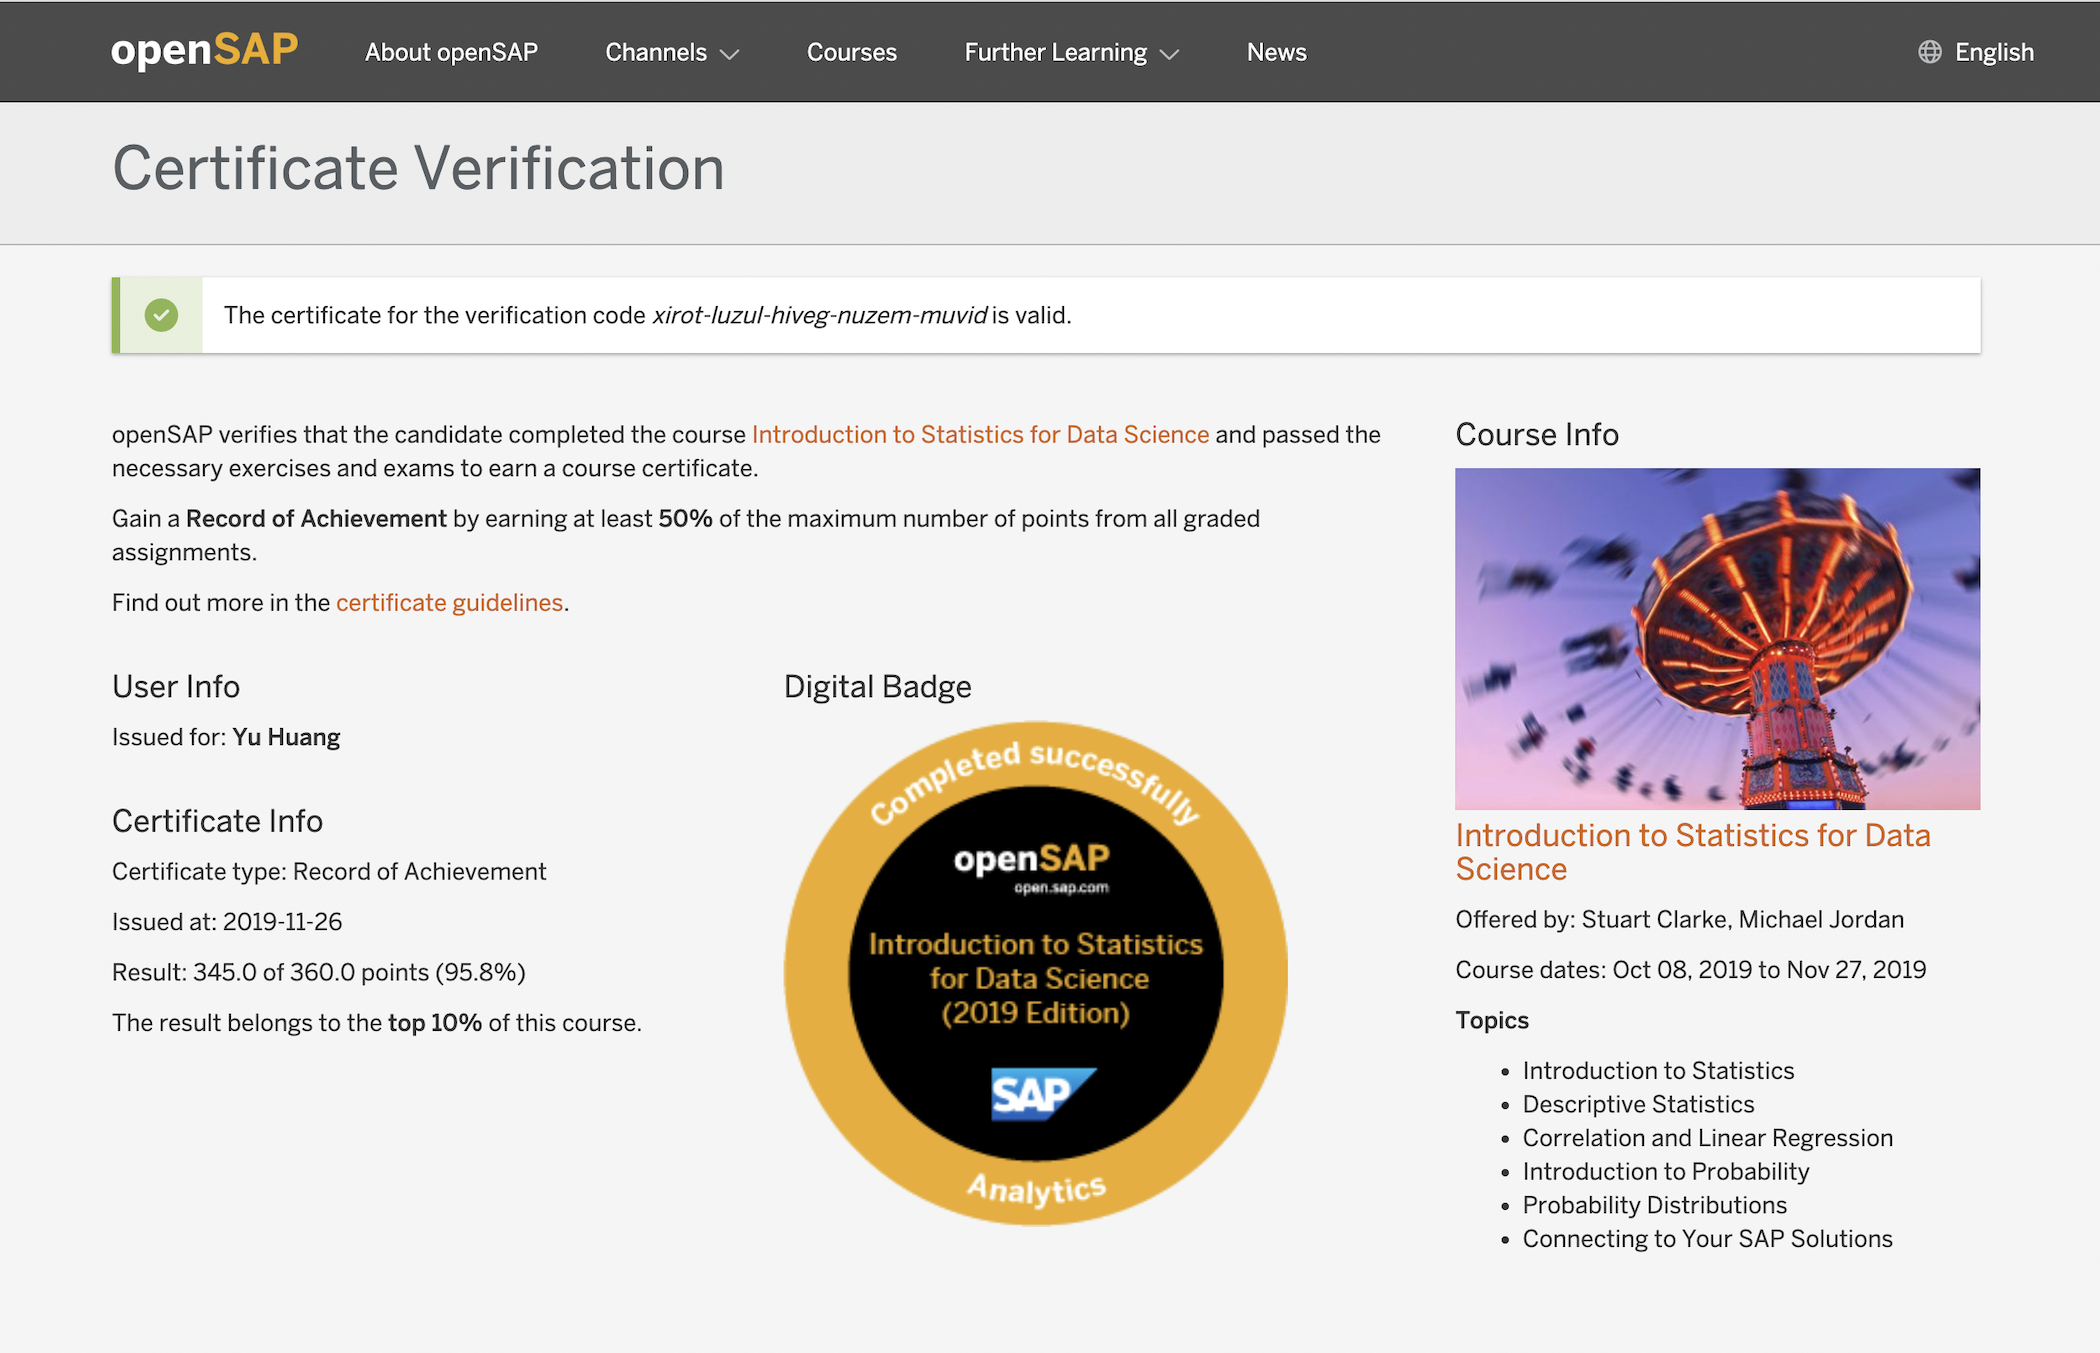 openSAP
About openSAP
Channels
Courses
Further Learning
News
English
Certificate Verification
The certificate for the verification code xirot-luzul-hiveg-nuzem-muvid is valid.
openSAP verifies that the candidate completed the course Introduction to Statistics for Data Science and passed the
necessary exercises and exams to earn a course certificate.
Gain a Record of Achievement by earning at least 50% of the maximum number of points from all graded
assignments.
Find out more in the certificate guidelines.
User Info
Issued for: Yu Huang
Certificate Info
Certificate type: Record of Achievement
Issued at: 2019-11-26
Result: 345.0 of 360.0 points (95.8%)
The result belongs to the top 10% of this course.
Digital Badge
Completed successfully
openSAP
open.sap.com
Introduction to Statistics
for Data Science
(2019 Edition)
SAP
Analytics
Course Info
Introduction to Statistics for Data
Science
Offered by: Stuart Clarke, Michael Jordan
Course dates: Oct 08, 2019 to Nov 27, 2019
Topics
• Introduction to Statistics
• Descriptive Statistics
• Correlation and Linear Regression
• Introduction to Probability
• Probability Distributions
• Connecting to Your SAP Solutions